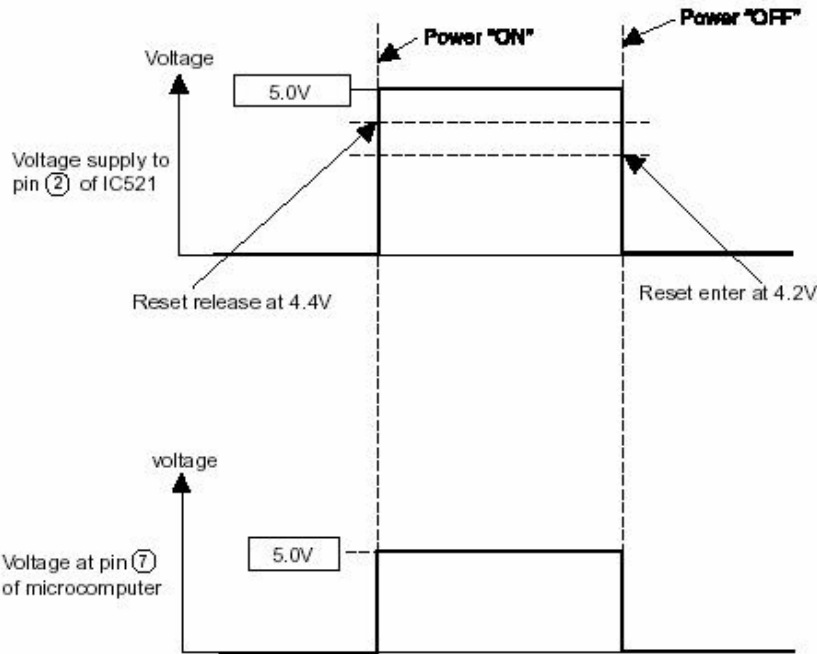 Power "ON"
Power "OFF"
Voltage
5.0V
Voltage supply to
pin 2 of IC521
Reset release at 4.4V
Reset enter at 4.2V
voltage
5.0V
Voltage at pin 7
of microcomputer